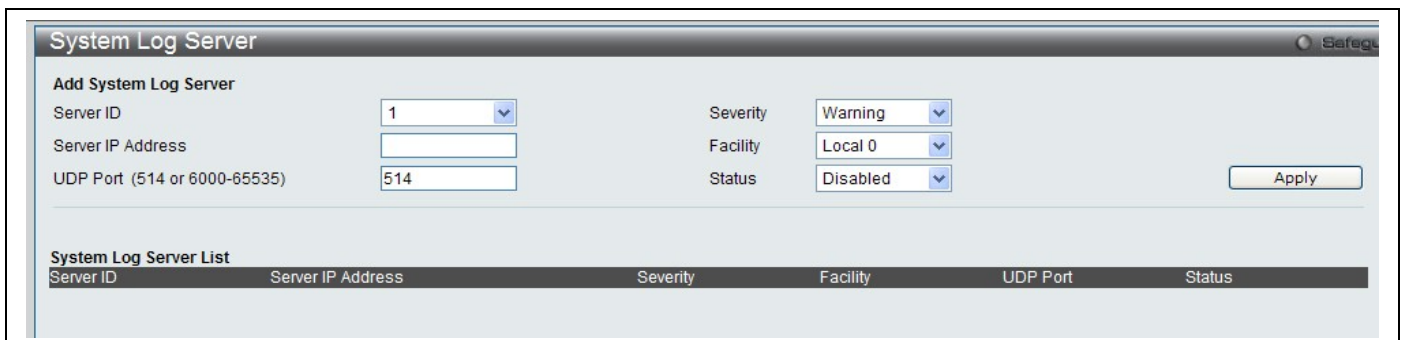 System Log Server
Add System Log Server
Server ID 1 Severity Warning
Server IP Address Facility Local 0
UDP Port (514 or 6000-65535) 514 Status Disabled Apply
System Log Server List
Server ID Server IP Address Severity Facility UDP Port Status